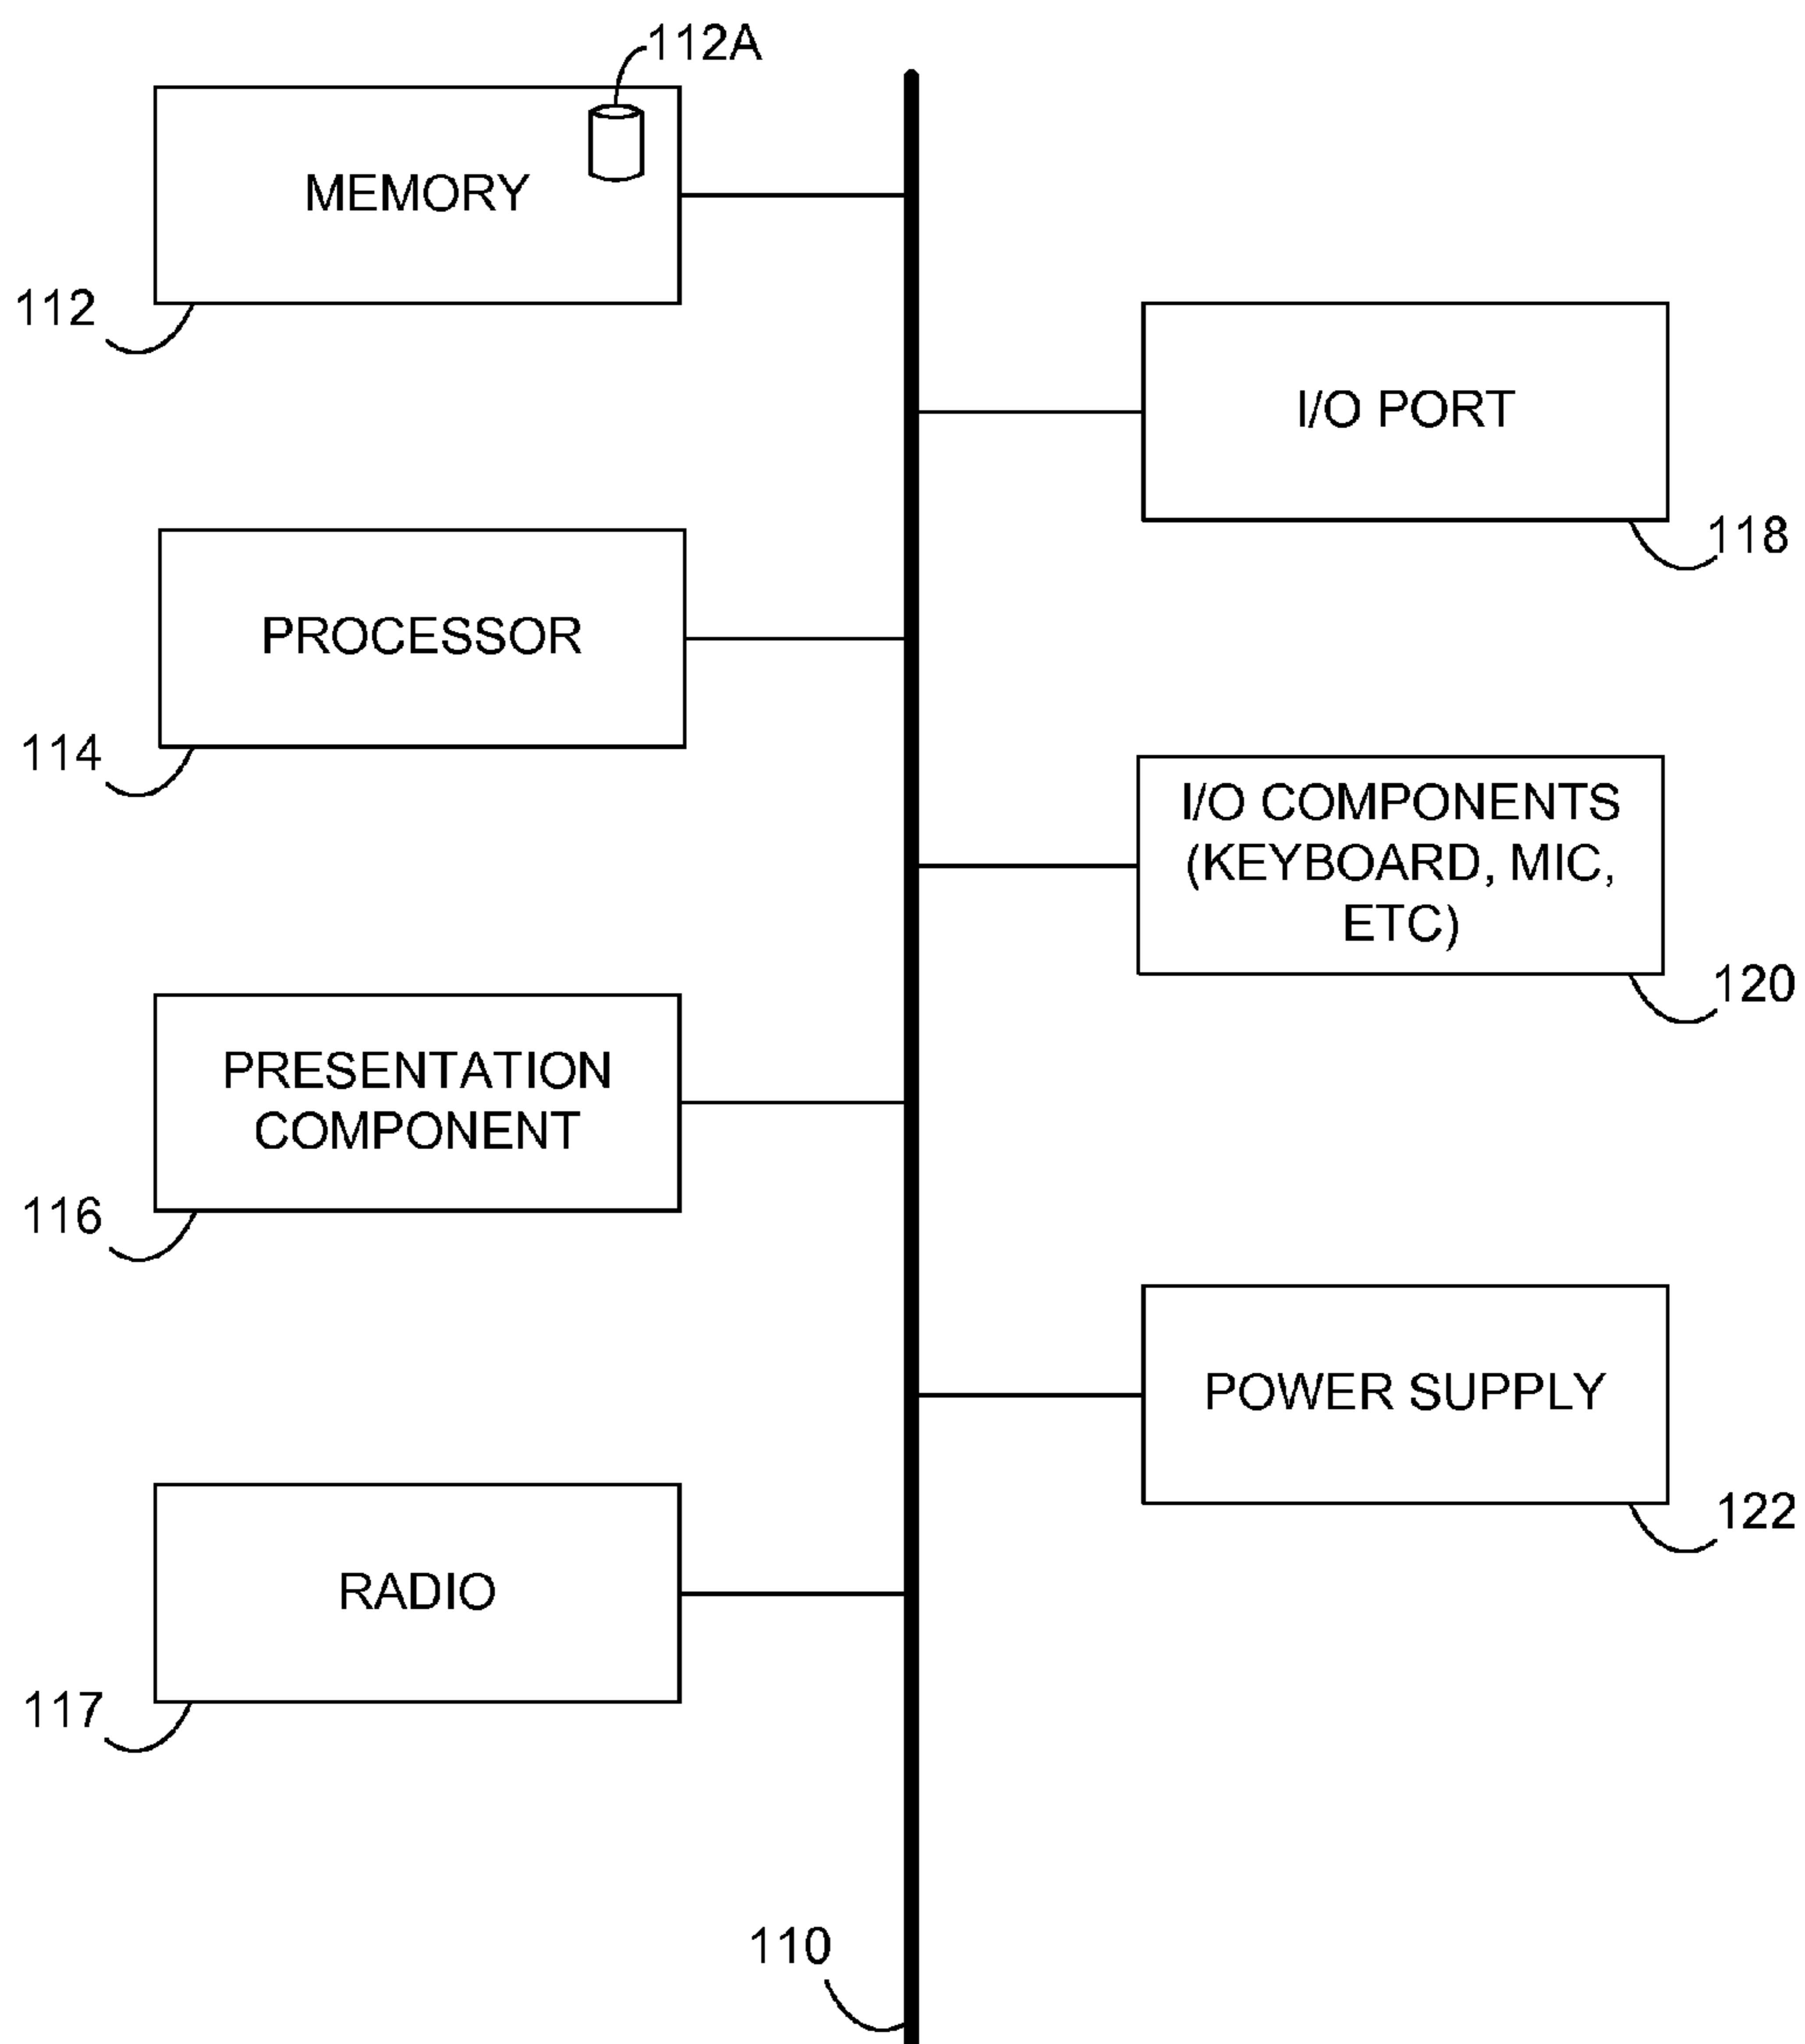 112A
MEMORY
112
I/O PORT
118
PROCESSOR
114
I/O COMPONENTS
(KEYBOARD, MIC,
ETC)
120
PRESENTATION
COMPONENT
116
POWER SUPPLY
122
RADIO
117
110